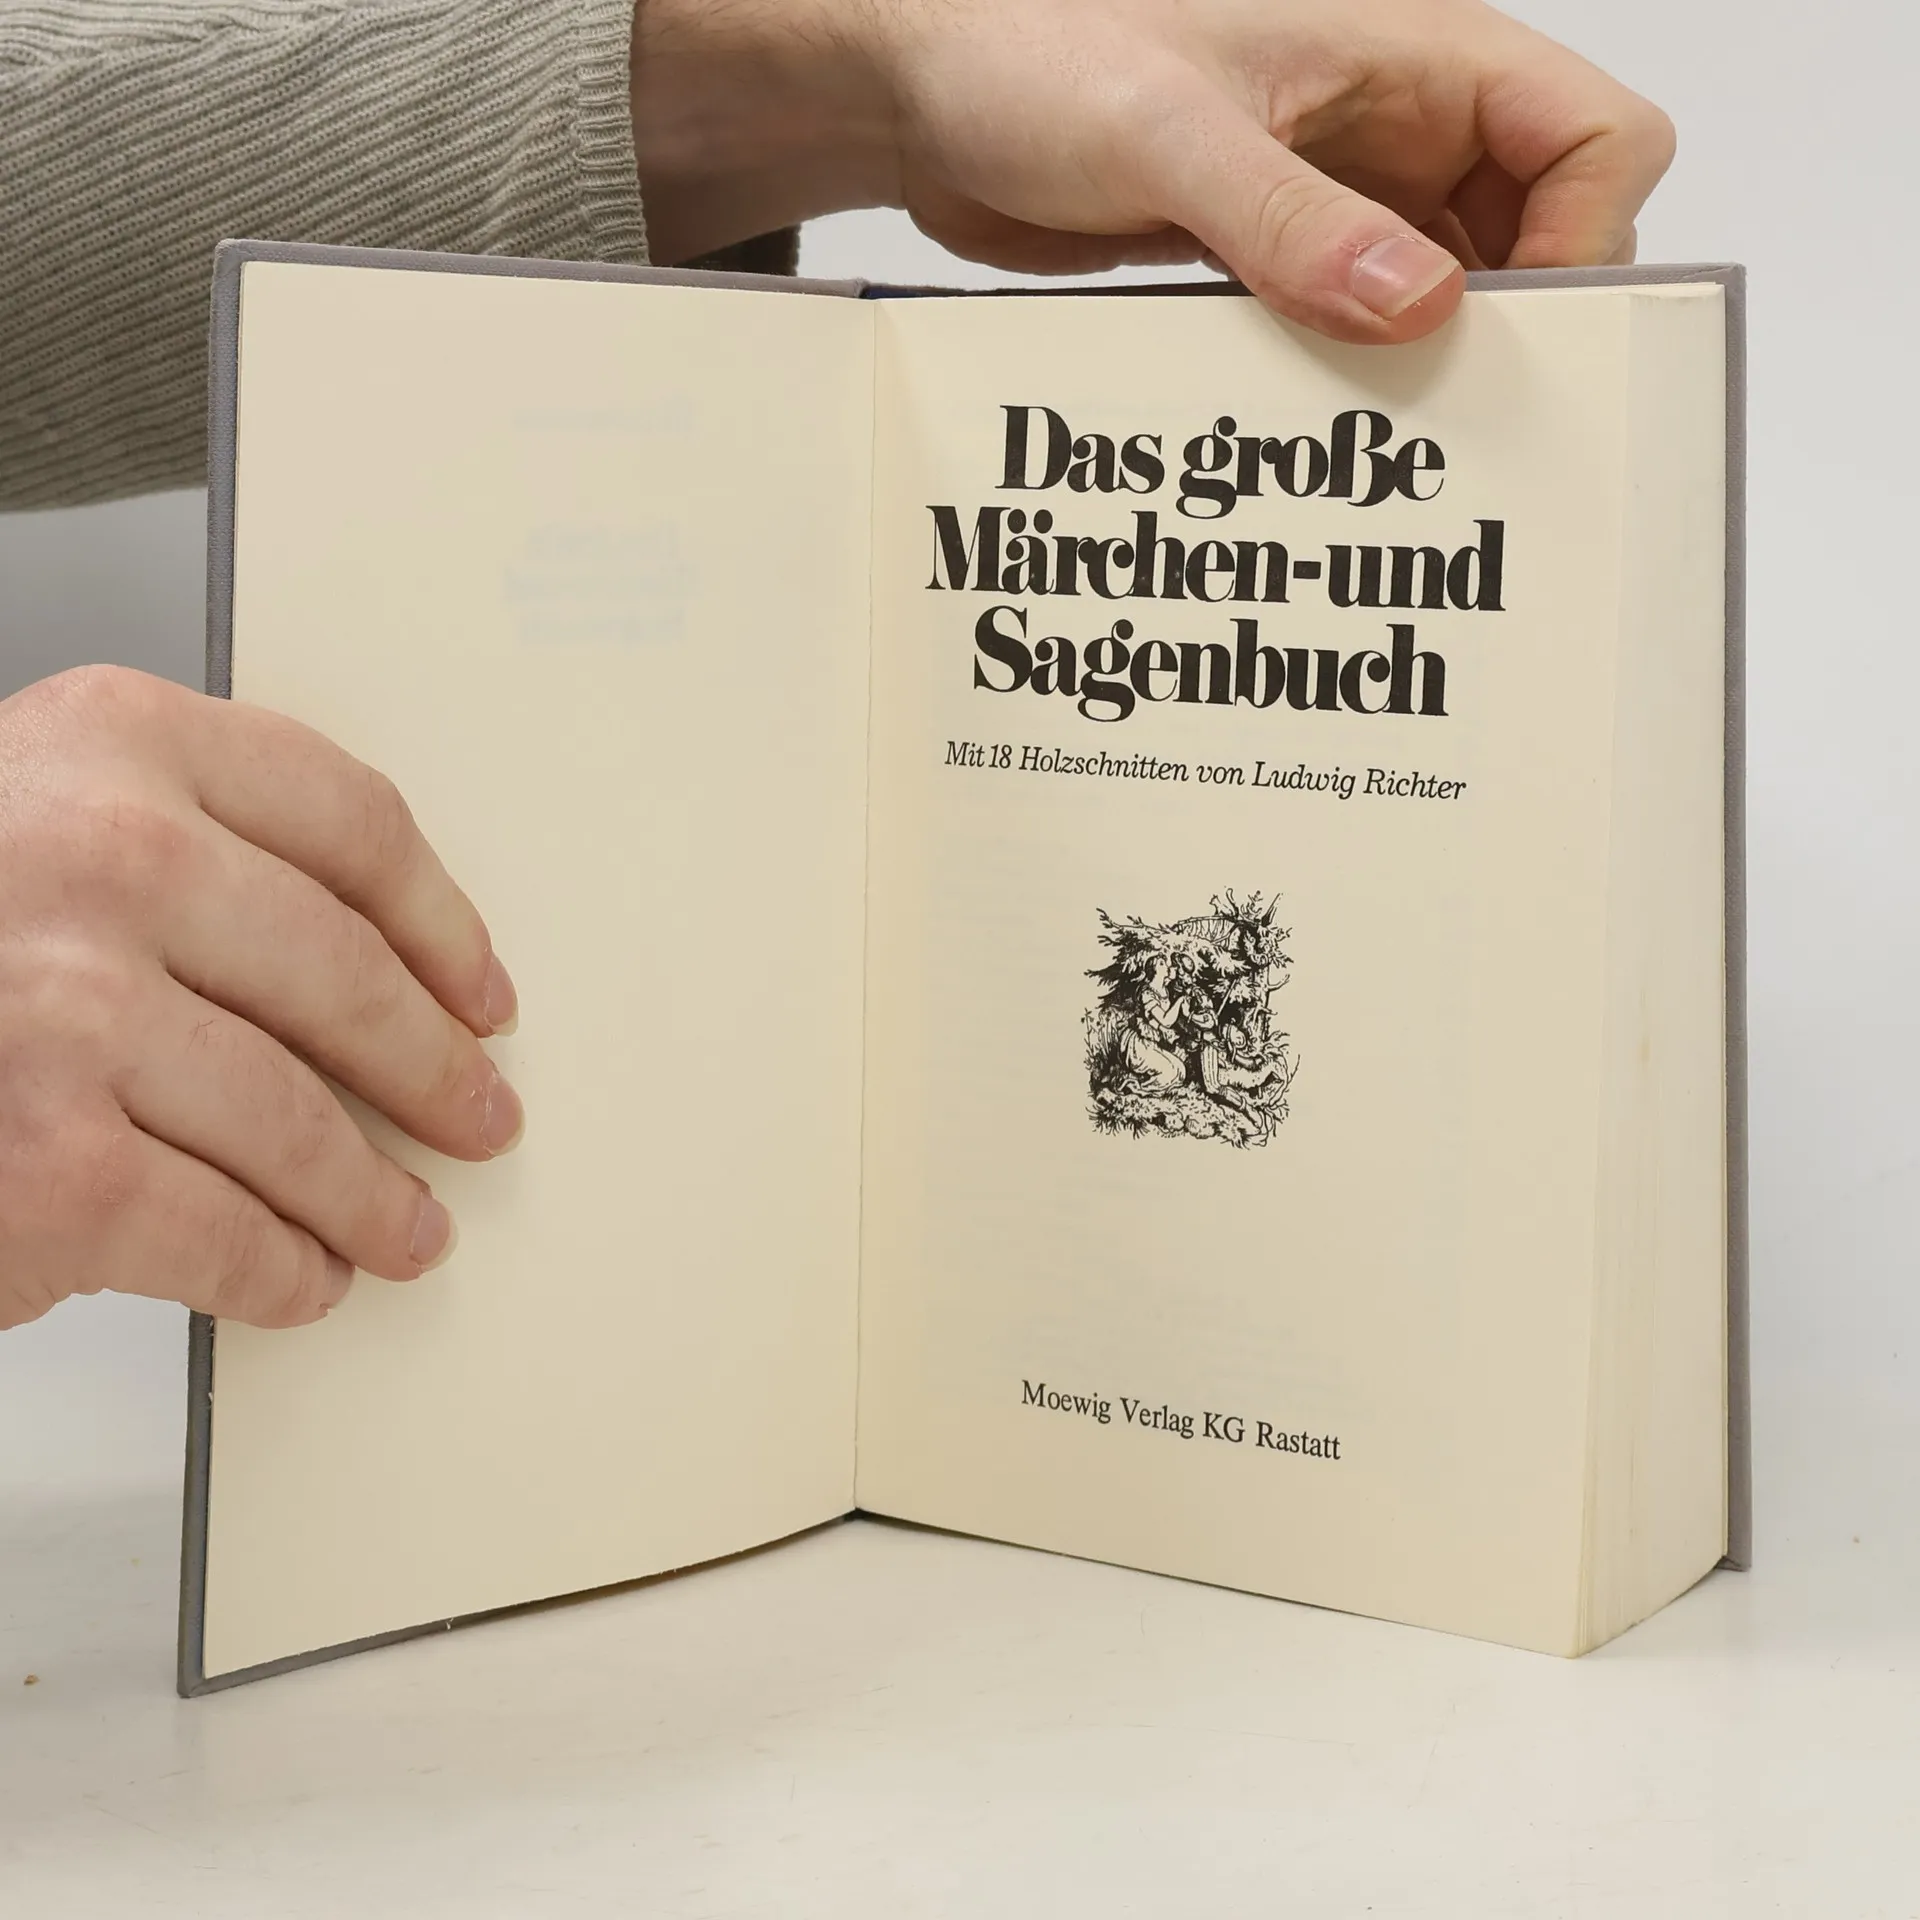 Das große
Märchen-und
Sagenbuch
Mit 18 Holzschnitten von Ludwig Richter
Moewig Verlag KG Rastatt